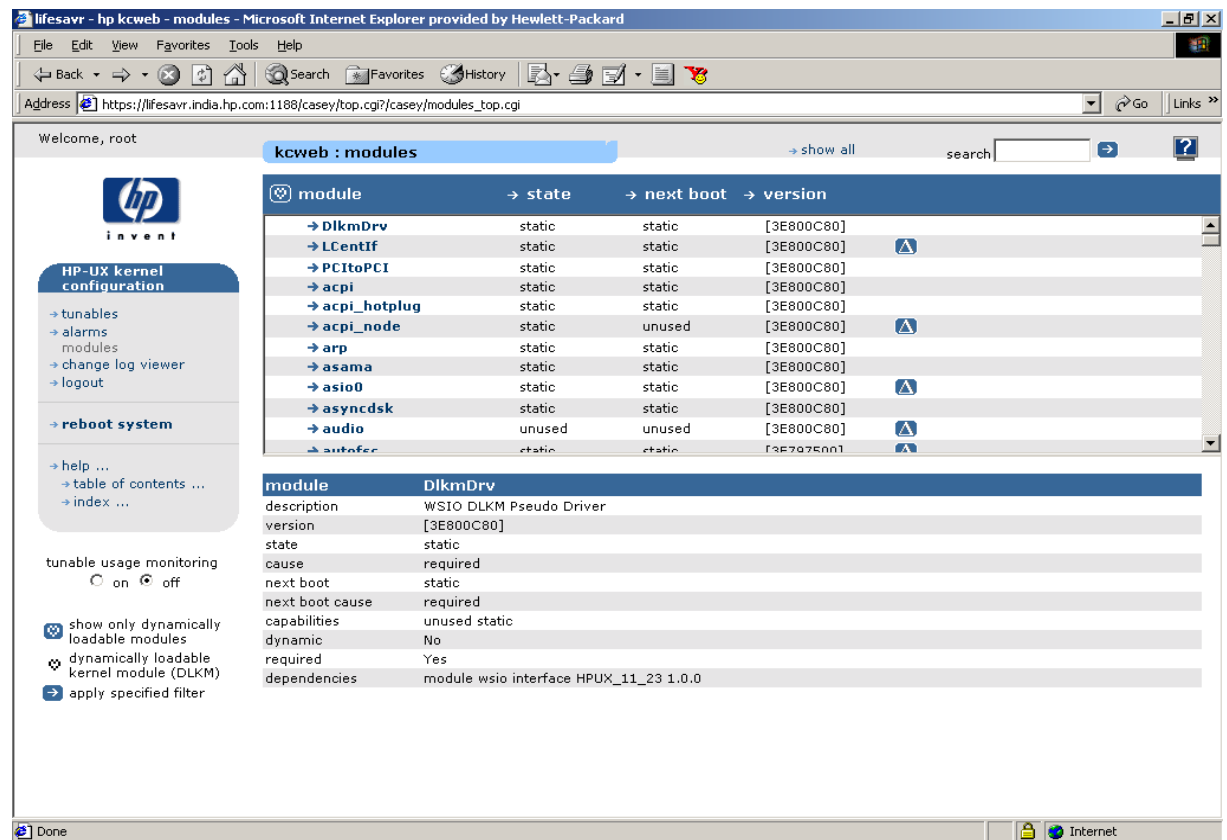 lifesavr - hp kcweb - modules - Microsoft Internet Explorer provided by Hewlett-Packard
File Edit View Favorites Tools Help
Back Search Favorites History
Address https://lifesavr.india.hp.com:1188/casey/top.cgi?/casey/modules_top.cgi Go Links »
Welcome, root
kcweb : modules → show all search ?
hp
invent
module → state → next boot → version
→ DlkmDrv static static [3E800C80]
→ LCentIf static static [3E800C80]
→ PCItoPCI static static [3E800C80]
→ acpi static static [3E800C80]
→ acpi_hotplug static static [3E800C80]
→ acpi_node static unused [3E800C80]
→ arp static static [3E800C80]
→ asama static static [3E800C80]
→ asio0 static static [3E800C80]
→ asyncdsk static static [3E800C80]
→ audio unused unused [3E800C80]
→ autofsc static static [3E797500]
HP-UX kernel
configuration
→ tunables
→ alarms
modules
→ change log viewer
→ logout
→ reboot system
→ help ...
→ table of contents ...
→ index ...
tunable usage monitoring
on off
show only dynamically
loadable modules
dynamically loadable
kernel module (DLKM)
apply specified filter
module DlkmDrv
description WSIO DLKM Pseudo Driver
version [3E800C80]
state static
cause required
next boot static
next boot cause required
capabilities unused static
dynamic No
required Yes
dependencies module wsio interface HPUX_11_23 1.0.0
Done Internet